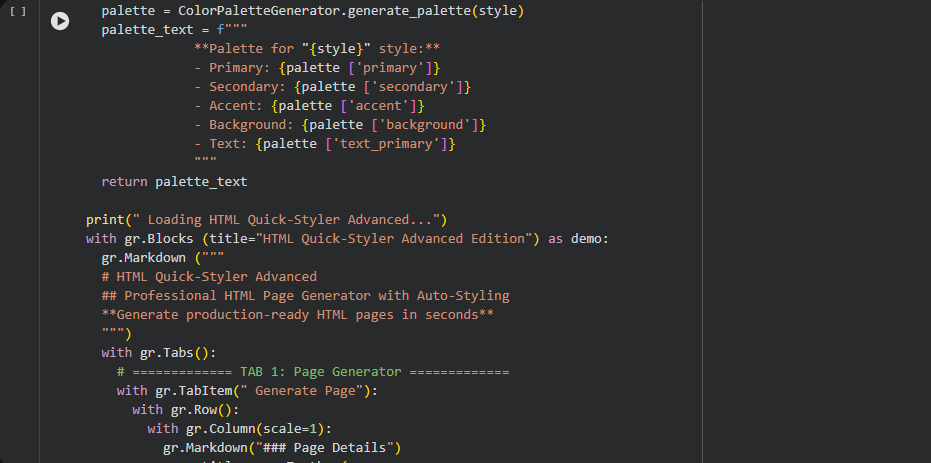 [ ]
palette = ColorPaletteGenerator.generate_palette(style)
palette_text = f"""
**Palette for "{style}" style:**
- Primary: {palette ['primary']}
- Secondary: {palette ['secondary']}
- Accent: {palette ['accent']}
- Background: {palette ['background']}
- Text: {palette ['text_primary']}
"""
return palette_text
print(" Loading HTML Quick-Styler Advanced...")
with gr.Blocks (title="HTML Quick-Styler Advanced Edition") as demo:
gr.Markdown ("""
# HTML Quick-Styler Advanced
## Professional HTML Page Generator with Auto-Styling
**Generate production-ready HTML pages in seconds**
""")
with gr.Tabs():
# ============= TAB 1: Page Generator =============
with gr.TabItem(" Generate Page"):
with gr.Row():
with gr.Column(scale=1):
gr.Markdown("### Page Details")